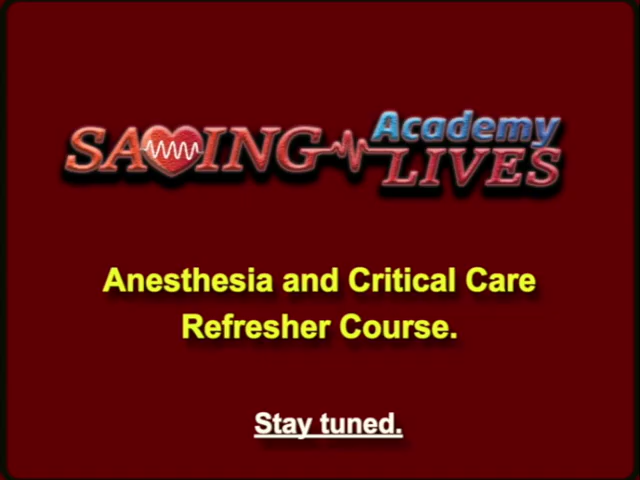 SAVING Academy LIVES
Anesthesia and Critical Care
Refresher Course.
Stay tuned.